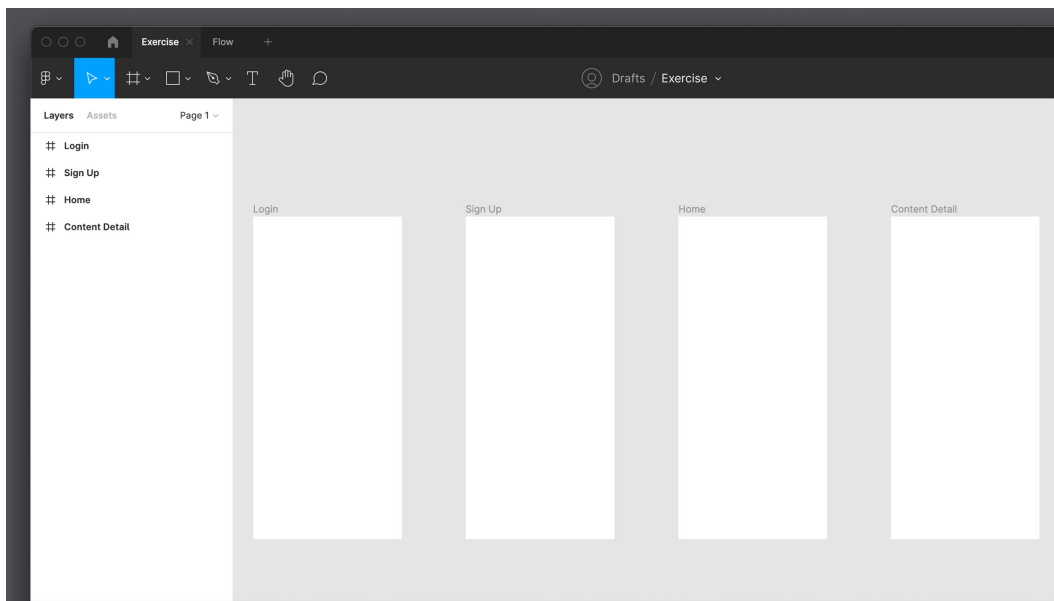 Exercise Flow
Drafts / Exercise
Layers Assets Page 1
Login
Sign Up
Home
Content Detail
Login Sign Up Home Content Detail